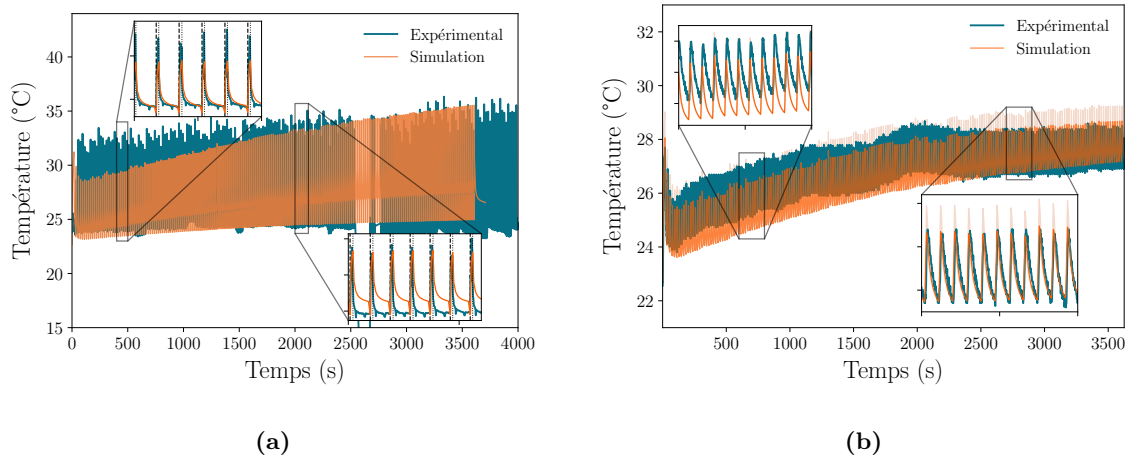 Expérimental
Simulation
Température (°C)
40
35
30
25
20
15
0 500 1000 1500 2000 2500 3000 3500 4000
Temps (s)
(a)
Expérimental
Simulation
Température (°C)
32
30
28
26
24
22
500 1000 1500 2000 2500 3000 3500
Temps (s)
(b)